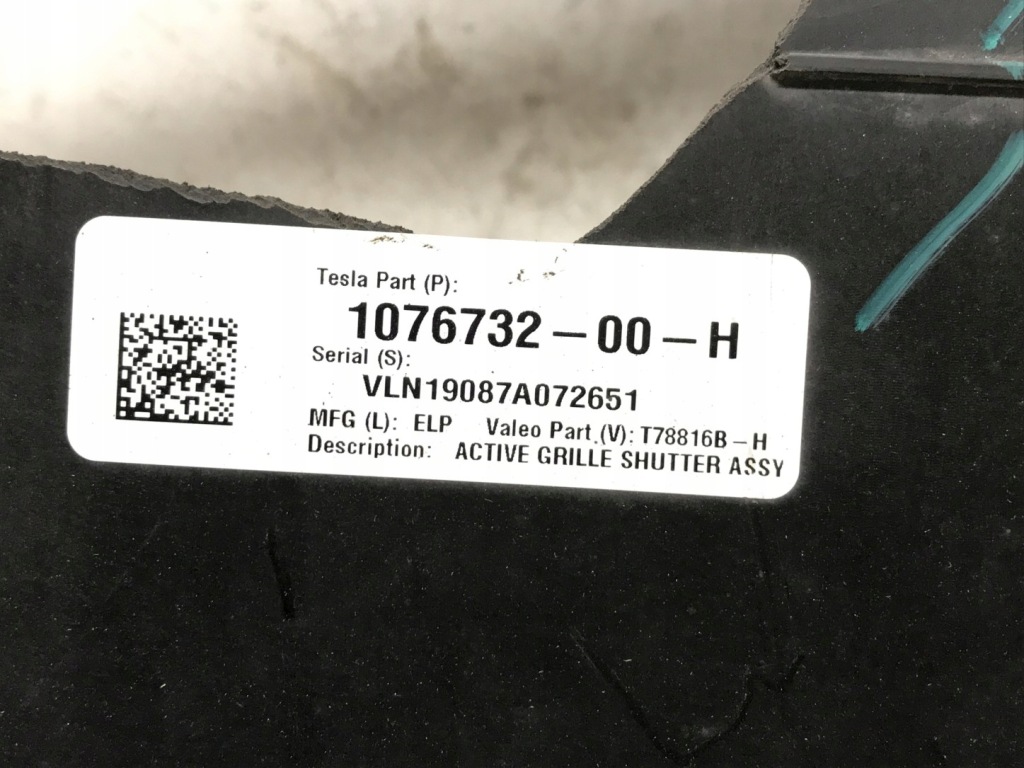 Tesla Part (P):
1076732-00-H
Serial (S):
VLN19087A072651
MFG (L): ELP Valeo Part (V): T78816B-H
Description: ACTIVE GRILLE SHUTTER ASSY